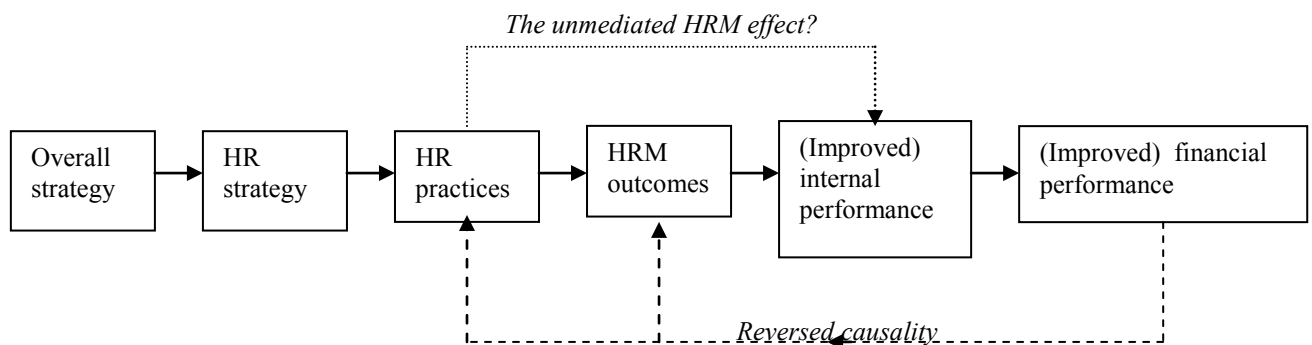 The unmediated HRM effect?
Overall
strategy
HR
strategy
HR
practices
HRM
outcomes
(Improved)
internal
performance
(Improved) financial
performance
Reversed causality